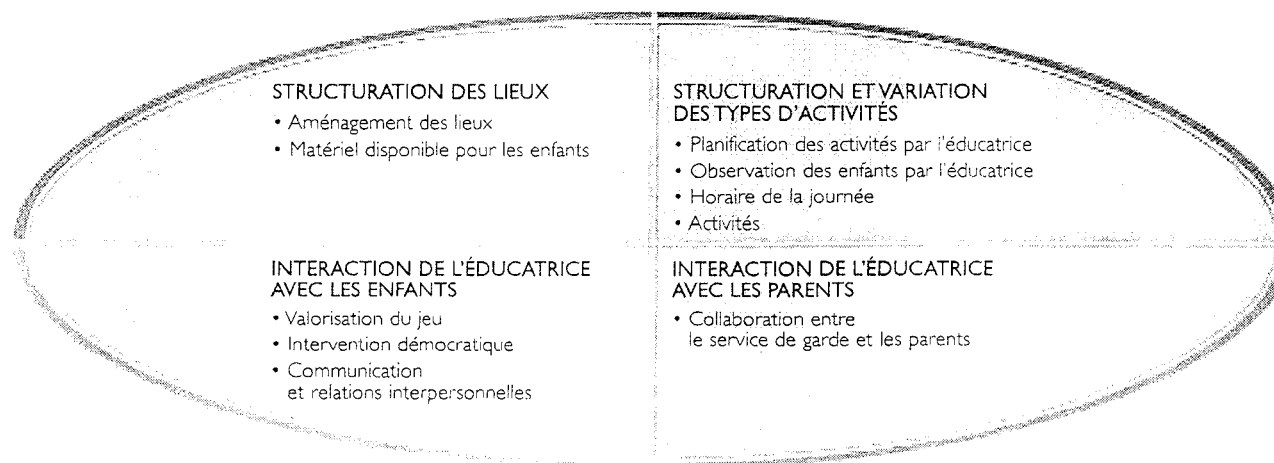 STRUCTURATION DES LIEUX
• Aménagement des lieux
• Matériel disponible pour les enfants
STRUCTURATION ET VARIATION
DES TYPES D'ACTIVITÉS
• Planification des activités par l'éducatrice
• Observation des enfants par l'éducatrice
• Horaire de la journée
• Activités
INTERACTION DE L'ÉDUCATRICE
AVEC LES ENFANTS
• Valorisation du jeu
• Intervention démocratique
• Communication
et relations interpersonnelles
INTERACTION DE L'ÉDUCATRICE
AVEC LES PARENTS
• Collaboration entre
le service de garde et les parents